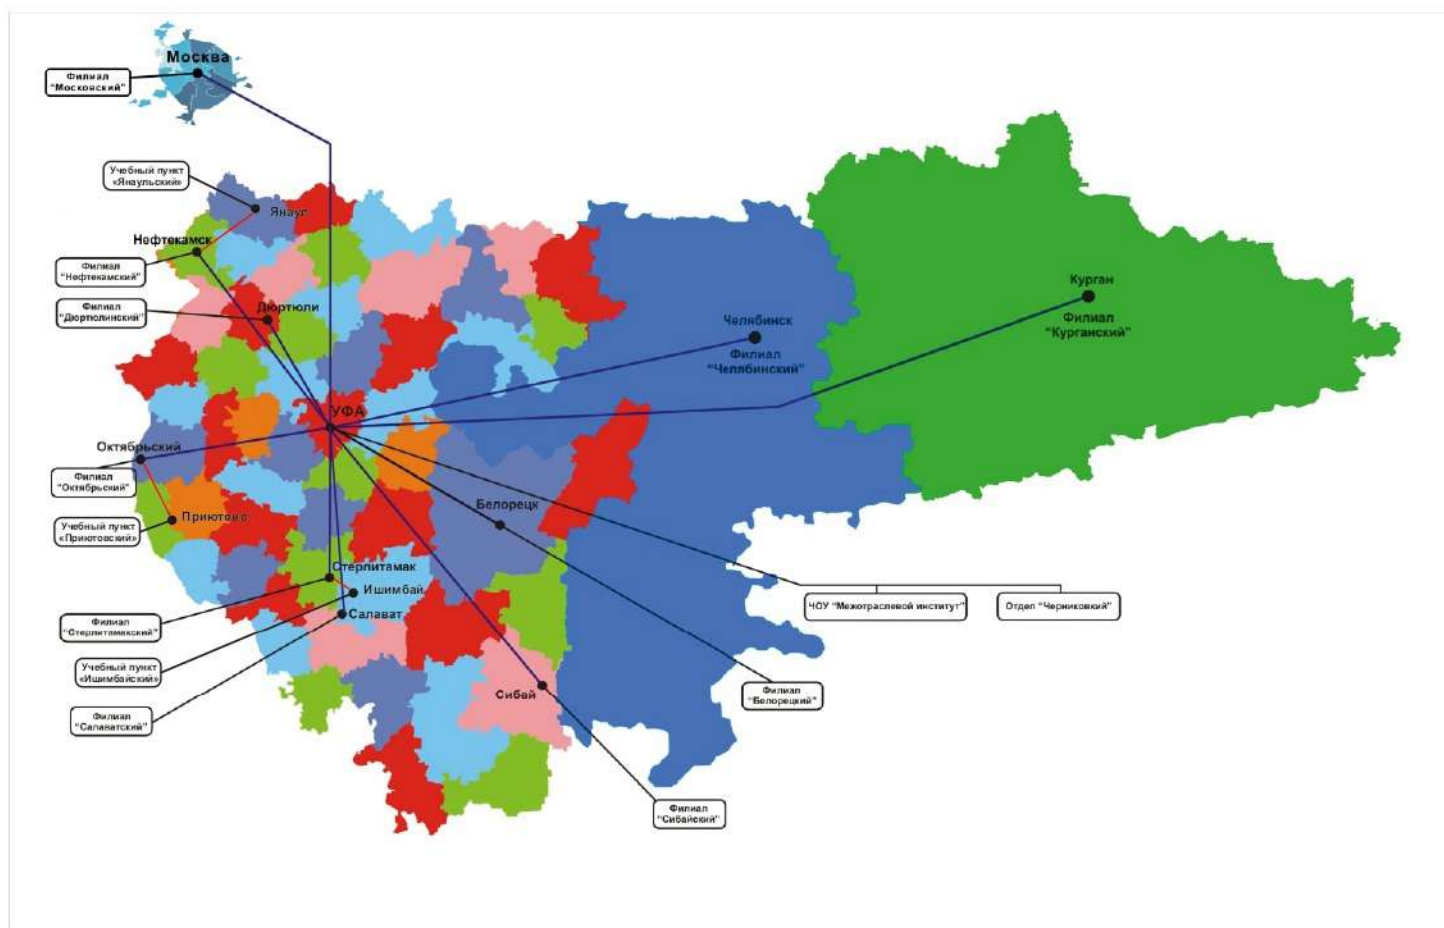 Москва
Филиал
"Московский"
Учебный пункт
«Янаульский»
Янаул
Нефтекамск
Филиал
"Нефтекамский"
Дюртюли
Филиал
"Дюртюлинский"
Курган
Филиал
"Курганский"
Челябинск
Филиал
"Челябинский"
УФА
Октябрьский
Филиал
"Октябрьский"
Приютово
Учебный пункт
«Приютовский»
Белорецк
Стерлитамак
Ишимбай
Салават
Филиал
"Стерлитамакский"
Учебный пункт
«Ишимбайский»
Филиал
"Салаватский"
ЧОУ "Межотраслевой институт"
Отдел "Черниковкий"
Филиал
"Белорецкий"
Сибай
Филиал
"Сибайский"